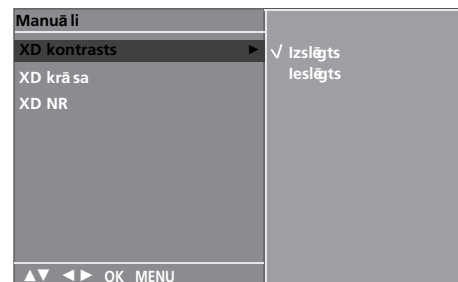 Manuāli
XD kontrasts ►
XD krāsa
XD NR
√ Izslēgts
Ieslēgts
▲▼ ◄► OK MENU